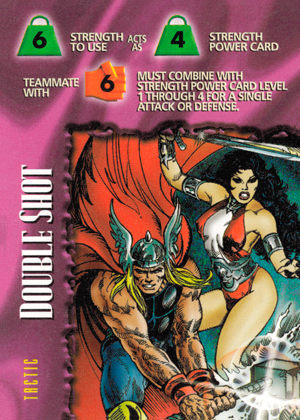 6 STRENGTH TO USE ACTS AS 4 STRENGTH POWER CARD
TEAMMATE WITH 6 MUST COMBINE WITH
STRENGTH POWER CARD LEVEL
1 THROUGH 4 FOR A SINGLE
ATTACK OR DEFENSE.
DOUBLE SHOT
TACTIC